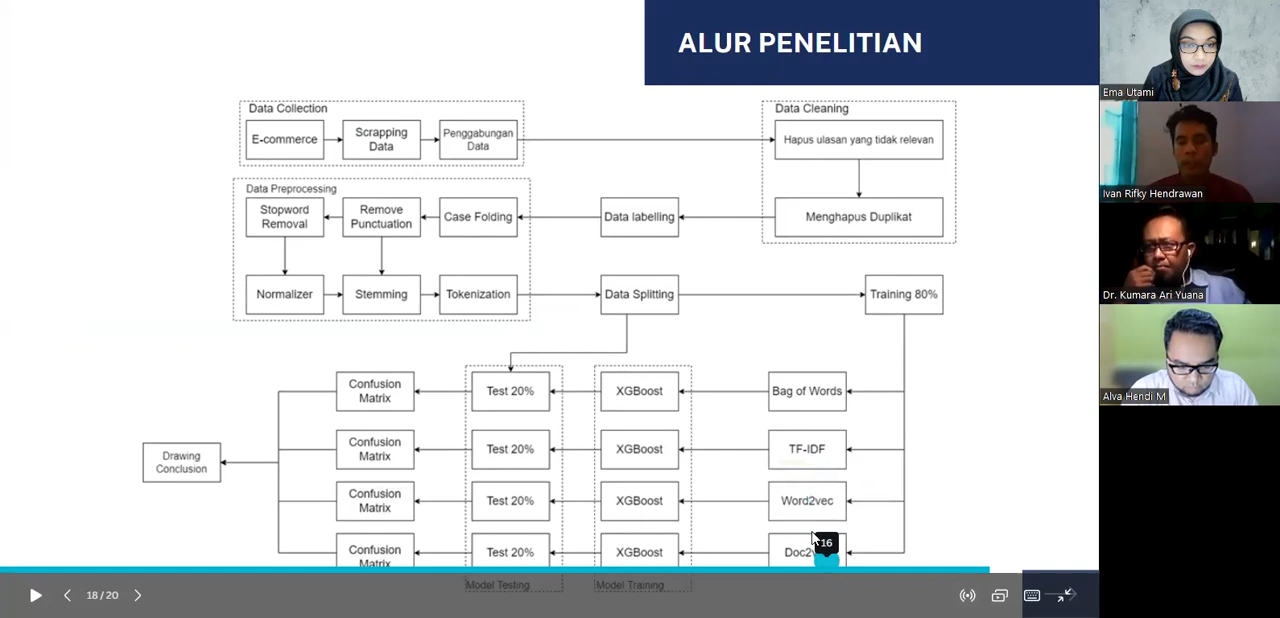 ALUR PENELITIAN
Data Collection
E-commerce
Scrapping
Data
Penggabungan
Data
Data Cleaning
Hapus ulasan yang tidak relevan
Menghapus Duplikat
Data labelling
Data Preprocessing
Case Folding
Remove
Punctuation
Stopword
Removal
Normalizer
Stemming
Tokenization
Data Splitting
Training 80%
Bag of Words
XGBoost
Test 20%
Confusion
Matrix
TF-IDF
XGBoost
Test 20%
Confusion
Matrix
Word2vec
XGBoost
Test 20%
Confusion
Matrix
XGBoost
Test 20%
Confusion
Matrix
Drawing
Conclusion
Model Testing
Model Training
16
18 / 20
Ema Utami
Ivan Rifky Hendrawan
Dr. Kumara Ari Yuana
Alva Hendi M